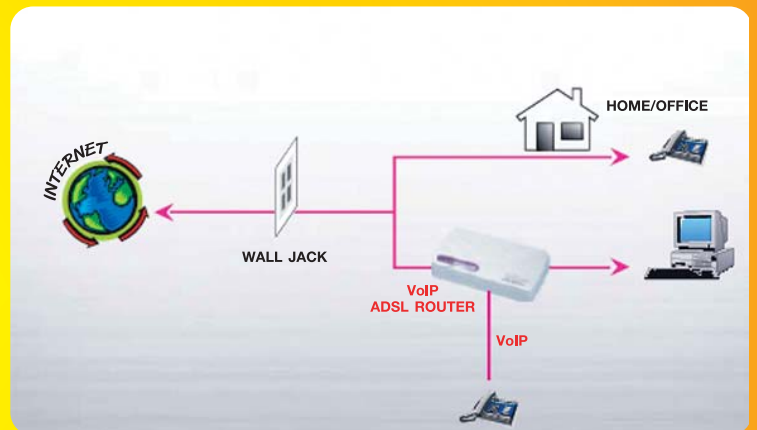 HOME/OFFICE
INTERNET
WALL JACK
VoIP
ADSL ROUTER
VoIP